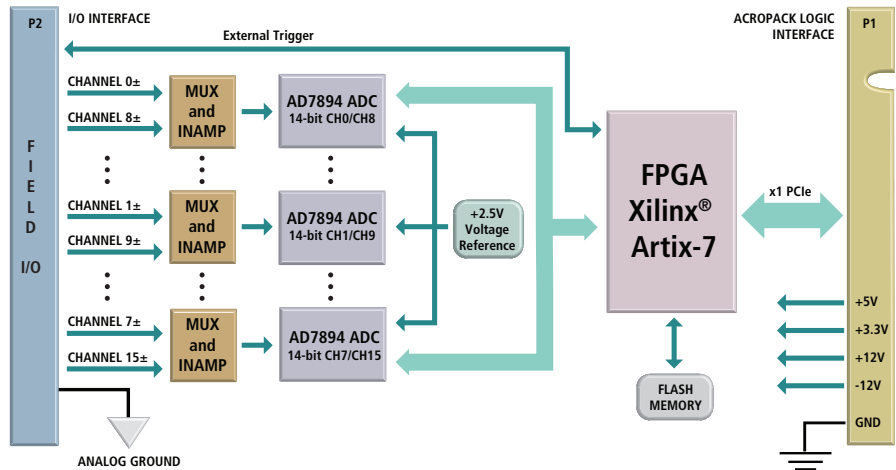 P2
I/O INTERFACE
ACROPACK LOGIC
INTERFACE
P1
External Trigger
CHANNEL 0±
CHANNEL 8±
MUX
and
INAMP
AD7894 ADC
14-bit CH0/CH8
FIELD
I/O
CHANNEL 1±
CHANNEL 9±
MUX
and
INAMP
AD7894 ADC
14-bit CH1/CH9
+2.5V
Voltage
Reference
FPGA
Xilinx®
Artix-7
x1 PCIe
CHANNEL 7±
CHANNEL 15±
MUX
and
INAMP
AD7894 ADC
14-bit CH7/CH15
FLASH
MEMORY
+5V
+3.3V
+12V
-12V
GND
ANALOG GROUND